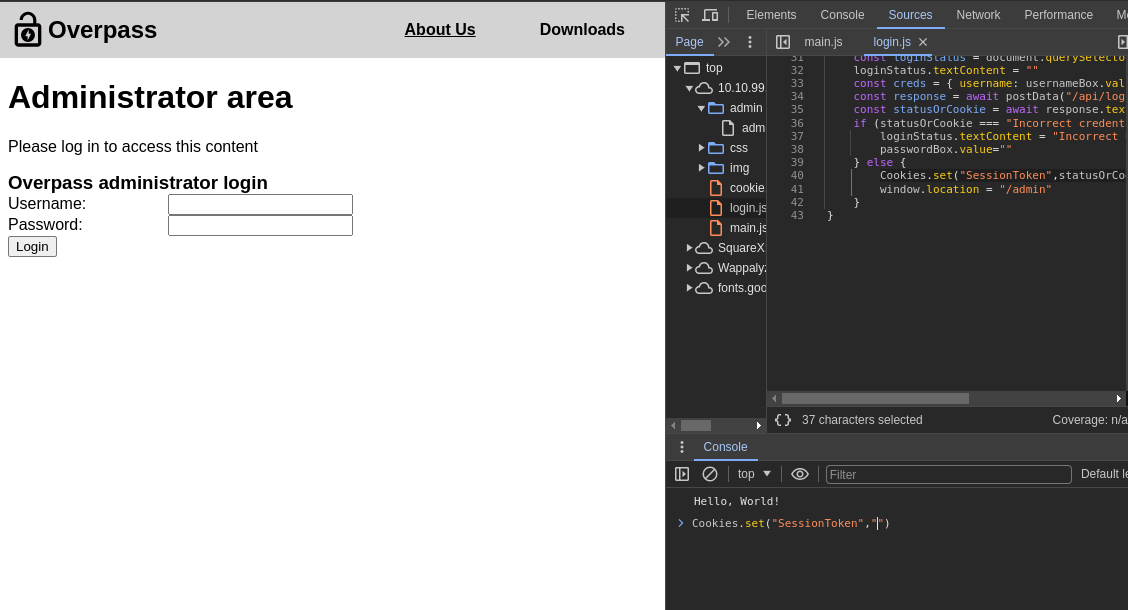 Overpass
About Us
Downloads
Administrator area
Please log in to access this content
Overpass administrator login
Username:
Password:
Login
Elements Console Sources Network Performance
Page
main.js login.js
top
10.10.99
admin
adm
css
img
cookie
login.js
main.js
SquareX
Wappaly
fonts.goo
31 const loginStatus = document.querySelecto
32 loginStatus.textContent = ""
33 const creds = { username: usernameBox.val
34 const response = await postData("/api/log
35 const statusOrCookie = await response.tex
36 if (statusOrCookie === "Incorrect credent
37 loginStatus.textContent = "Incorrect
38 passwordBox.value=""
39 } else {
40 Cookies.set("SessionToken",statusOrCo
41 window.location = "/admin"
42 }
43 }
{} 37 characters selected
Coverage: n/a
Console
top
Filter
Default le
Hello, World!
> Cookies.set("SessionToken","")